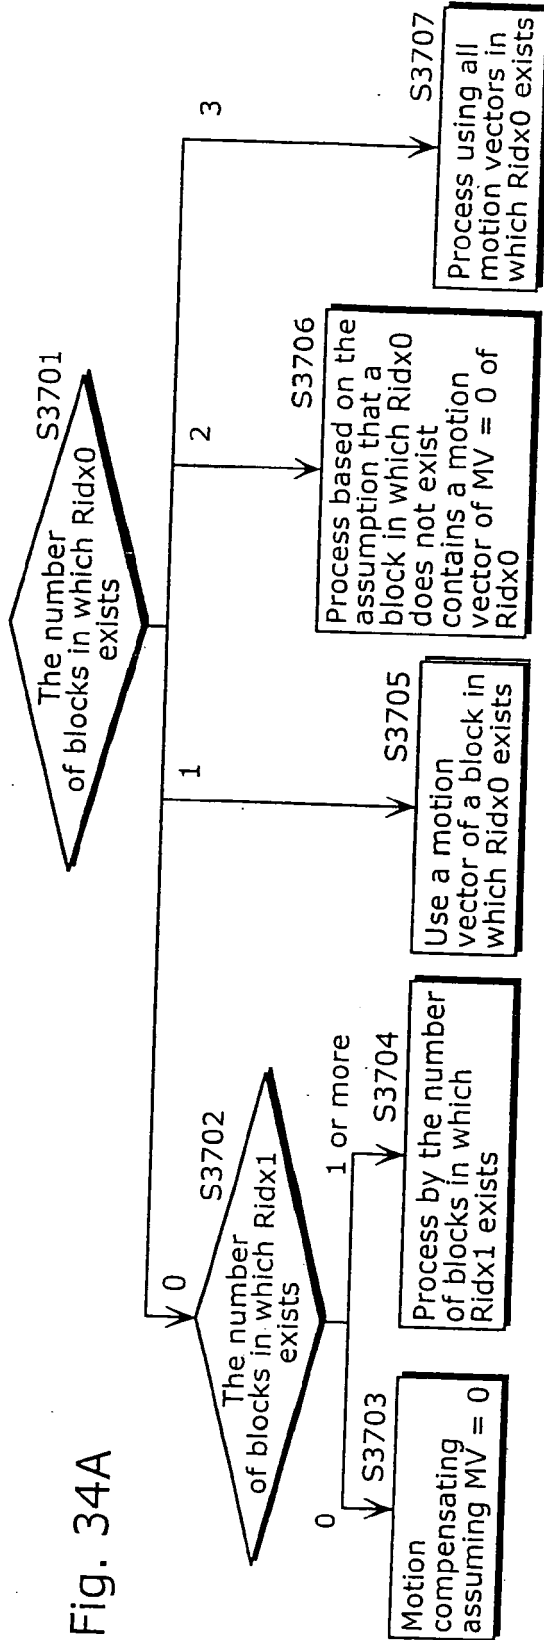 Fig. 34A
S3701
The number
of blocks in which Ridx0
exists
0
1
2
3
S3702
The number
of blocks in which Ridx1
exists
0
1 or more
S3703
Motion
compensating
assuming MV = 0
S3704
Process by the number
of blocks in which
Ridx1 exists
S3705
Use a motion
vector of a block in
which Ridx0 exists
S3706
Process based on the
assumption that a
block in which Ridx0
does not exist
contains a motion
vector of MV = 0 of
Ridx0
S3707
Process using all
motion vectors in
which Ridx0 exists